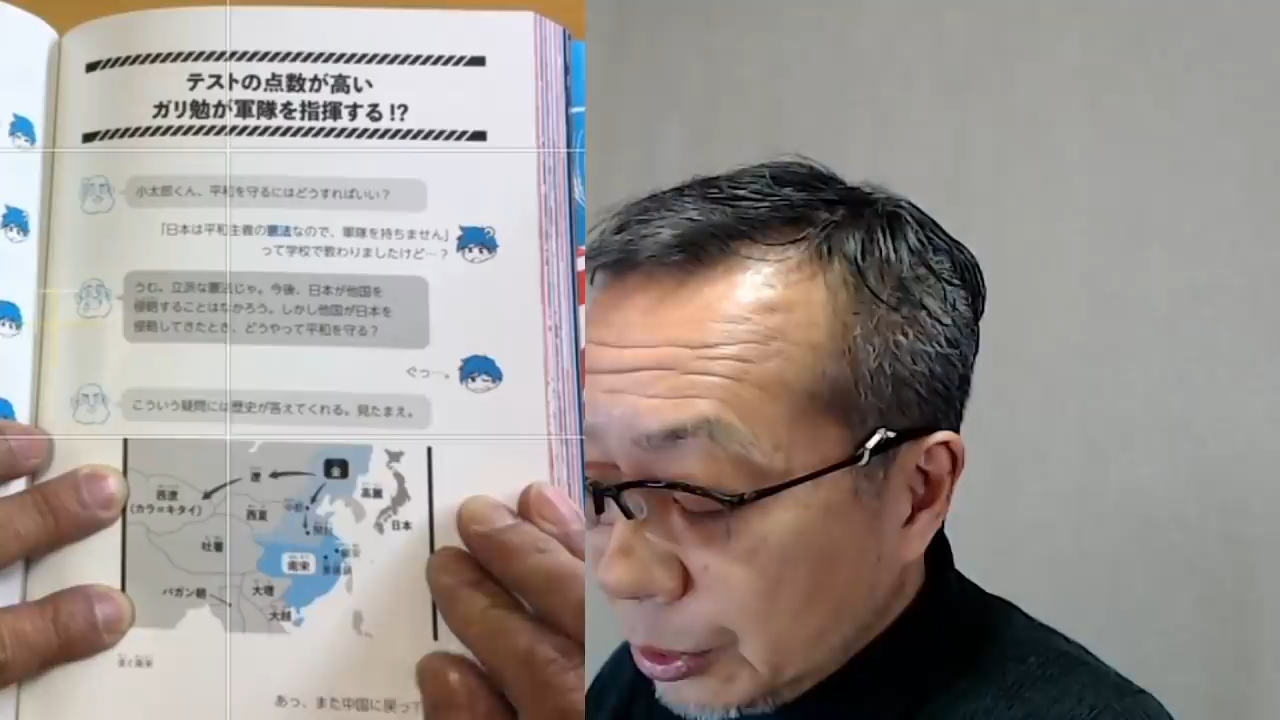 テストの点数が高い
ガリ勉が軍隊を指揮する!?
小太郎くん、平和を守るにはどうすればいい？
「日本は平和主義の憲法なので、軍隊を持ちません」
って学校で教わりましたけど…？
うむ。立派な憲法じゃ。今後、日本が他国を
侵略することはなかろう。しかし他国が日本を
侵略してきたとき、どうやって平和を守る？
ぐっ…。
こういう疑問には歴史が答えてくれる。見たまえ。
金
遼
西遼
(カラ＝キタイ)
高麗
西夏
日本
開封
吐蕃
南宋
大理
パガン朝
大越
金と南宋
あっ、また中国に戻っ